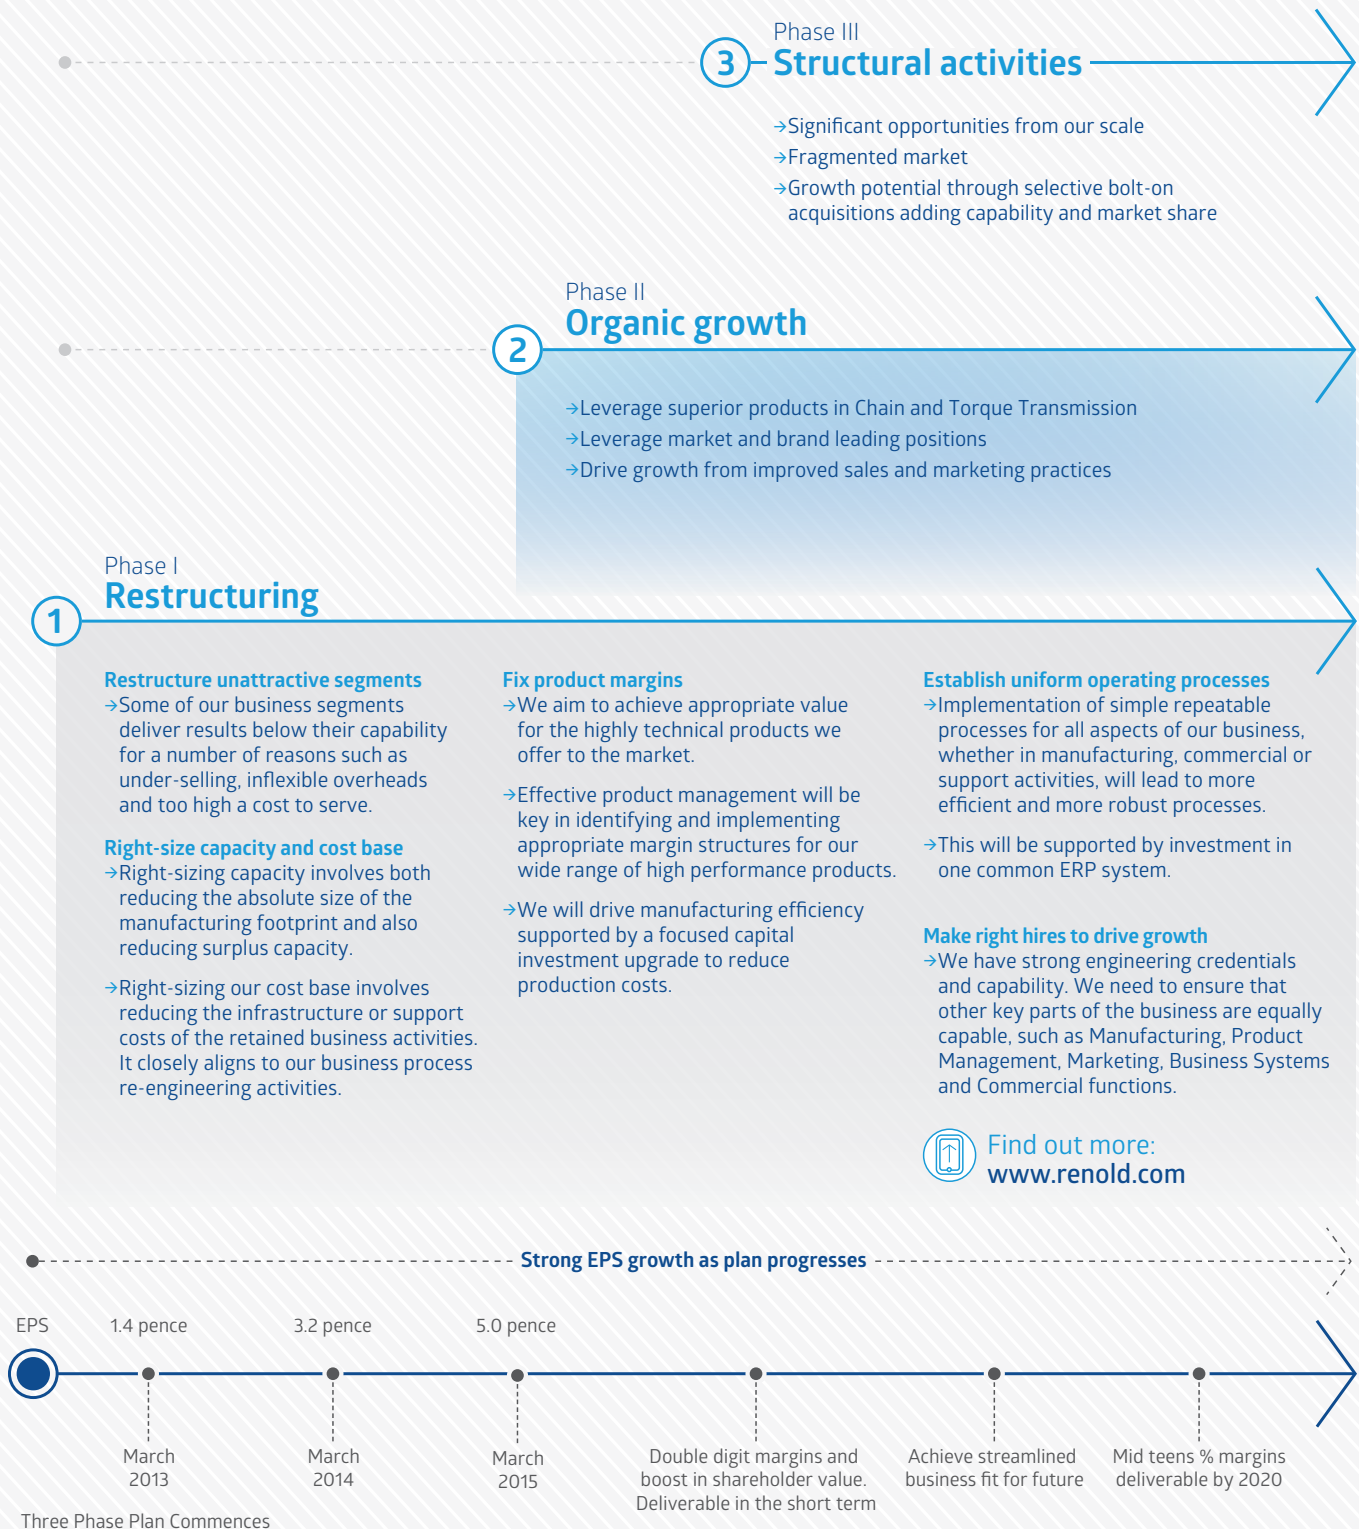 Phase III
3
Structural activities
→Significant opportunities from our scale
→Fragmented market
→Growth potential through selective bolt-on
acquisitions adding capability and market share
Phase II
Organic growth
2
→Leverage superior products in Chain and Torque Transmission
→Leverage market and brand leading positions
→Drive growth from improved sales and marketing practices
Phase I
Restructuring
1
Restructure unattractive segments
→Some of our business segments
deliver results below their capability
for a number of reasons such as
under-selling, inflexible overheads
and too high a cost to serve.
Right-size capacity and cost base
→Right-sizing capacity involves both
reducing the absolute size of the
manufacturing footprint and also
reducing surplus capacity.
→Right-sizing our cost base involves
reducing the infrastructure or support
costs of the retained business activities.
It closely aligns to our business process
re-engineering activities.
Fix product margins
→We aim to achieve appropriate value
for the highly technical products we
offer to the market.
→Effective product management will be
key in identifying and implementing
appropriate margin structures for our
wide range of high performance products.
→We will drive manufacturing efficiency
supported by a focused capital
investment upgrade to reduce
production costs.
Establish uniform operating processes
→Implementation of simple repeatable
processes for all aspects of our business,
whether in manufacturing, commercial or
support activities, will lead to more
efficient and more robust processes.
→This will be supported by investment in
one common ERP system.
Make right hires to drive growth
→We have strong engineering credentials
and capability. We need to ensure that
other key parts of the business are equally
capable, such as Manufacturing, Product
Management, Marketing, Business Systems
and Commercial functions.
Find out more:
www.renold.com
Strong EPS growth as plan progresses
EPS
1.4 pence
3.2 pence
5.0 pence
March
2013
March
2014
March
2015
Double digit margins and
boost in shareholder value.
Deliverable in the short term
Achieve streamlined
business fit for future
Mid teens % margins
deliverable by 2020
Three Phase Plan Commences